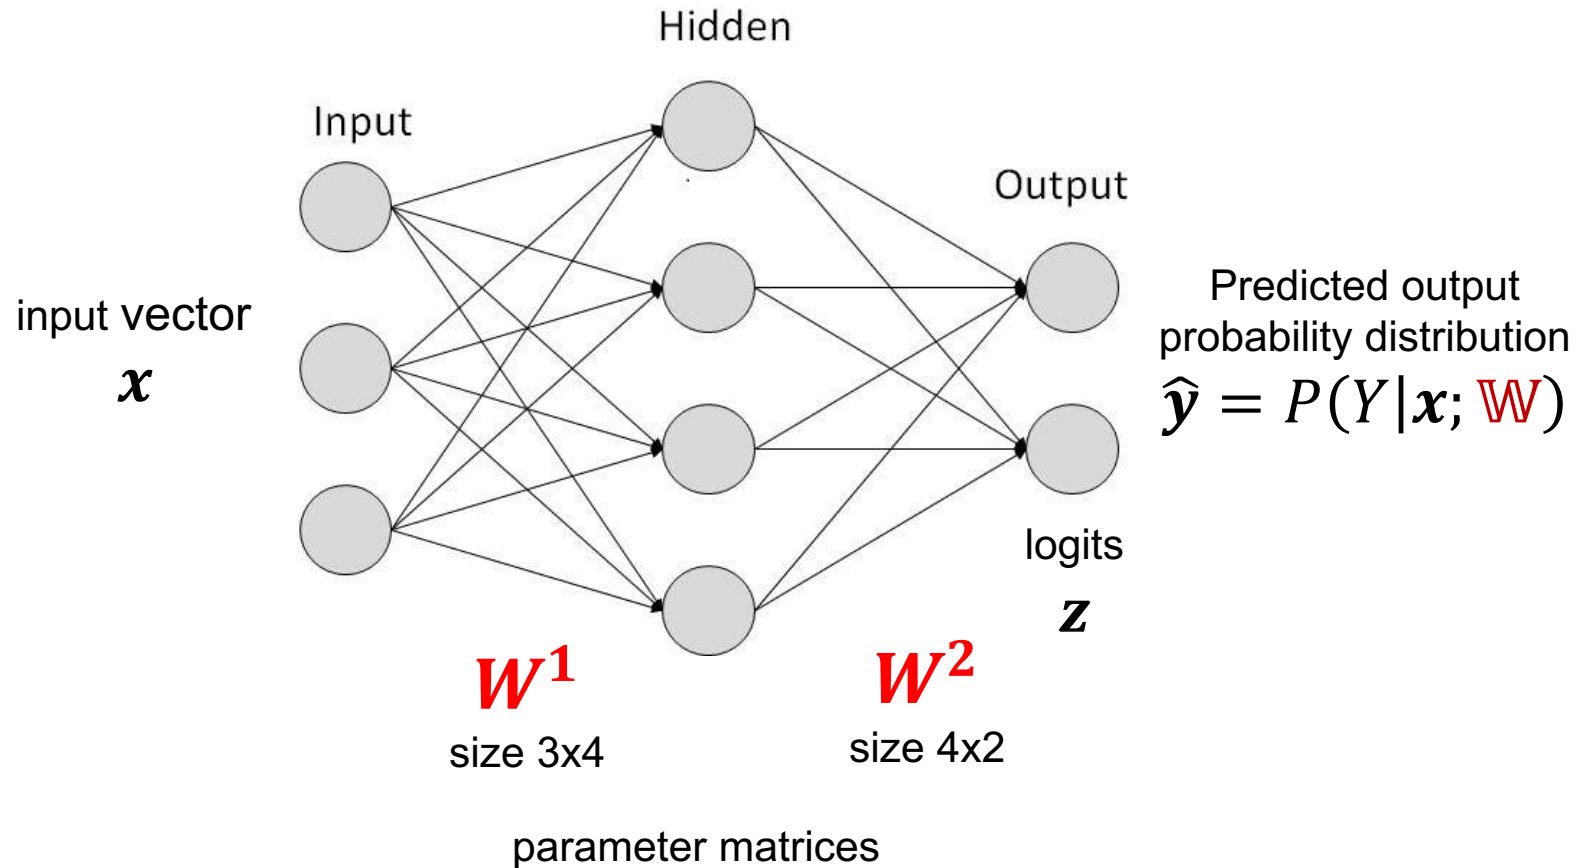 Hidden
Input
Output
input vector
x
Predicted output
probability distribution
ŷ = P(Y|x; 𝕎)
logits
z
W¹
size 3x4
W²
size 4x2
parameter matrices